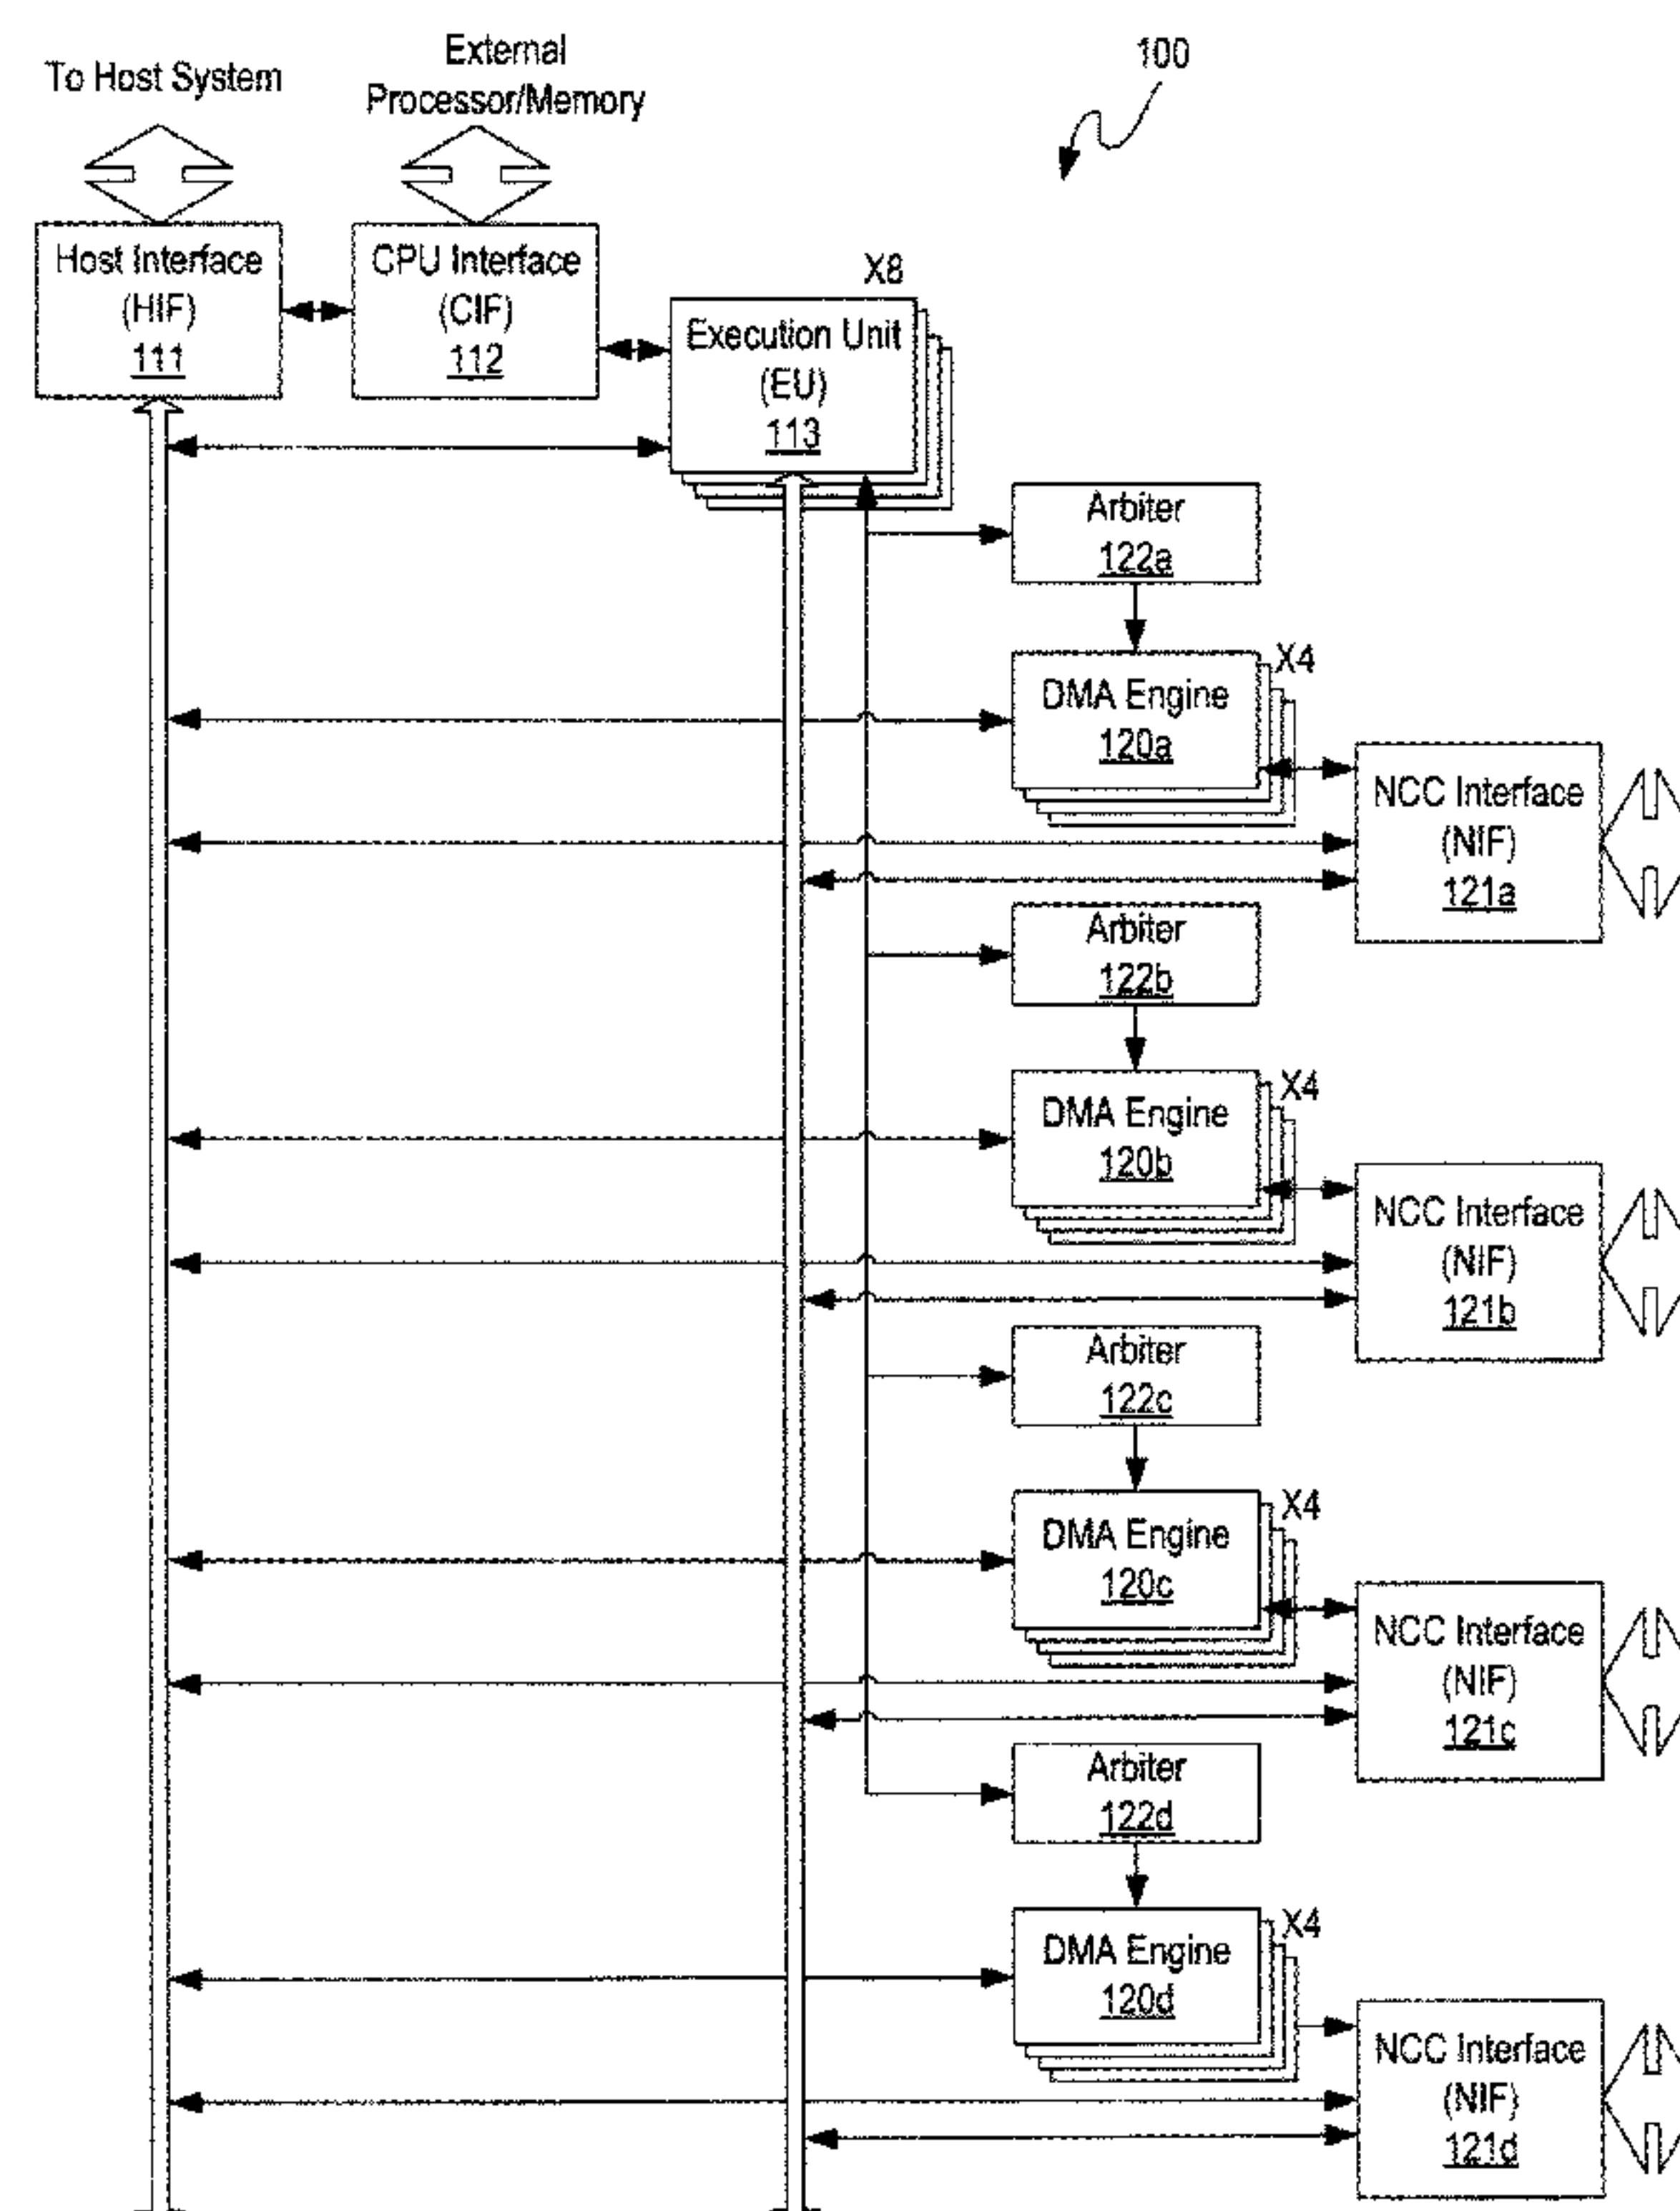 To Host System
External
Processor/Memory
100
Host Interface
(HIF)
111
CPU Interface
(CIF)
112
X8
Execution Unit
(EU)
113
Arbiter
122a
X4
DMA Engine
120a
NCC Interface
(NIF)
121a
Arbiter
122b
X4
DMA Engine
120b
NCC Interface
(NIF)
121b
Arbiter
122c
X4
DMA Engine
120c
NCC Interface
(NIF)
121c
Arbiter
122d
X4
DMA Engine
120d
NCC Interface
(NIF)
121d